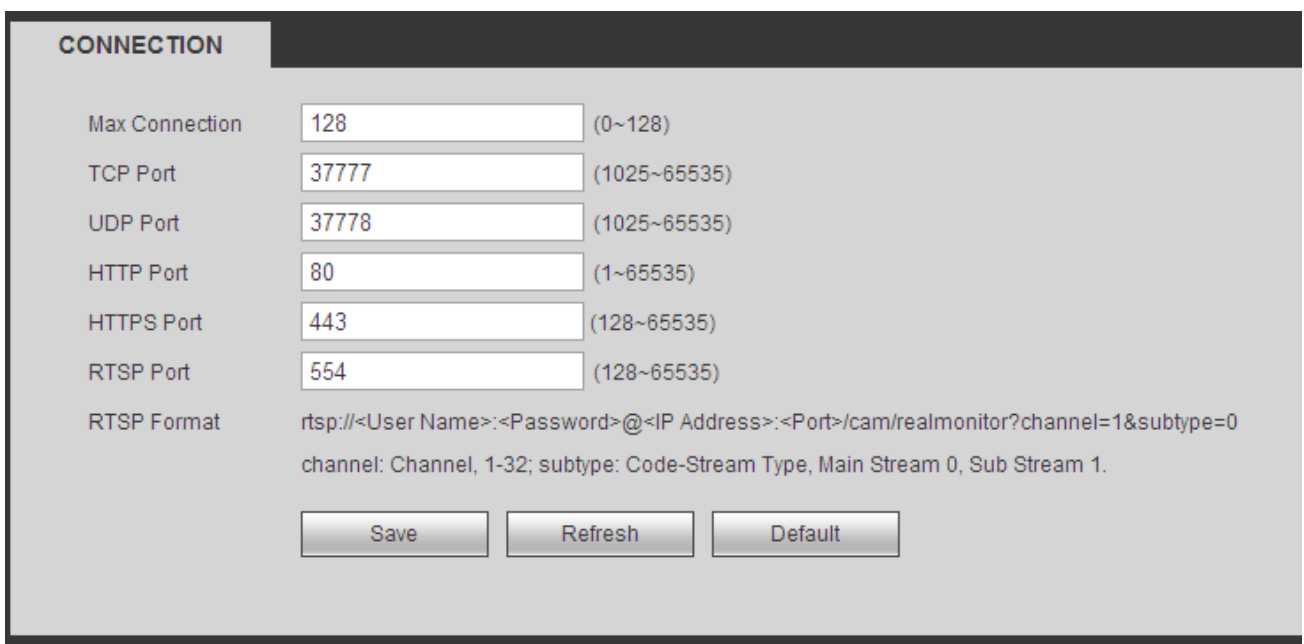 CONNECTION
Max Connection 128 (0~128)
TCP Port 37777 (1025~65535)
UDP Port 37778 (1025~65535)
HTTP Port 80 (1~65535)
HTTPS Port 443 (128~65535)
RTSP Port 554 (128~65535)
RTSP Format rtsp://<User Name>:<Password>@<IP Address>:<Port>/cam/realmonitor?channel=1&subtype=0
channel: Channel, 1-32; subtype: Code-Stream Type, Main Stream 0, Sub Stream 1.
Save Refresh Default